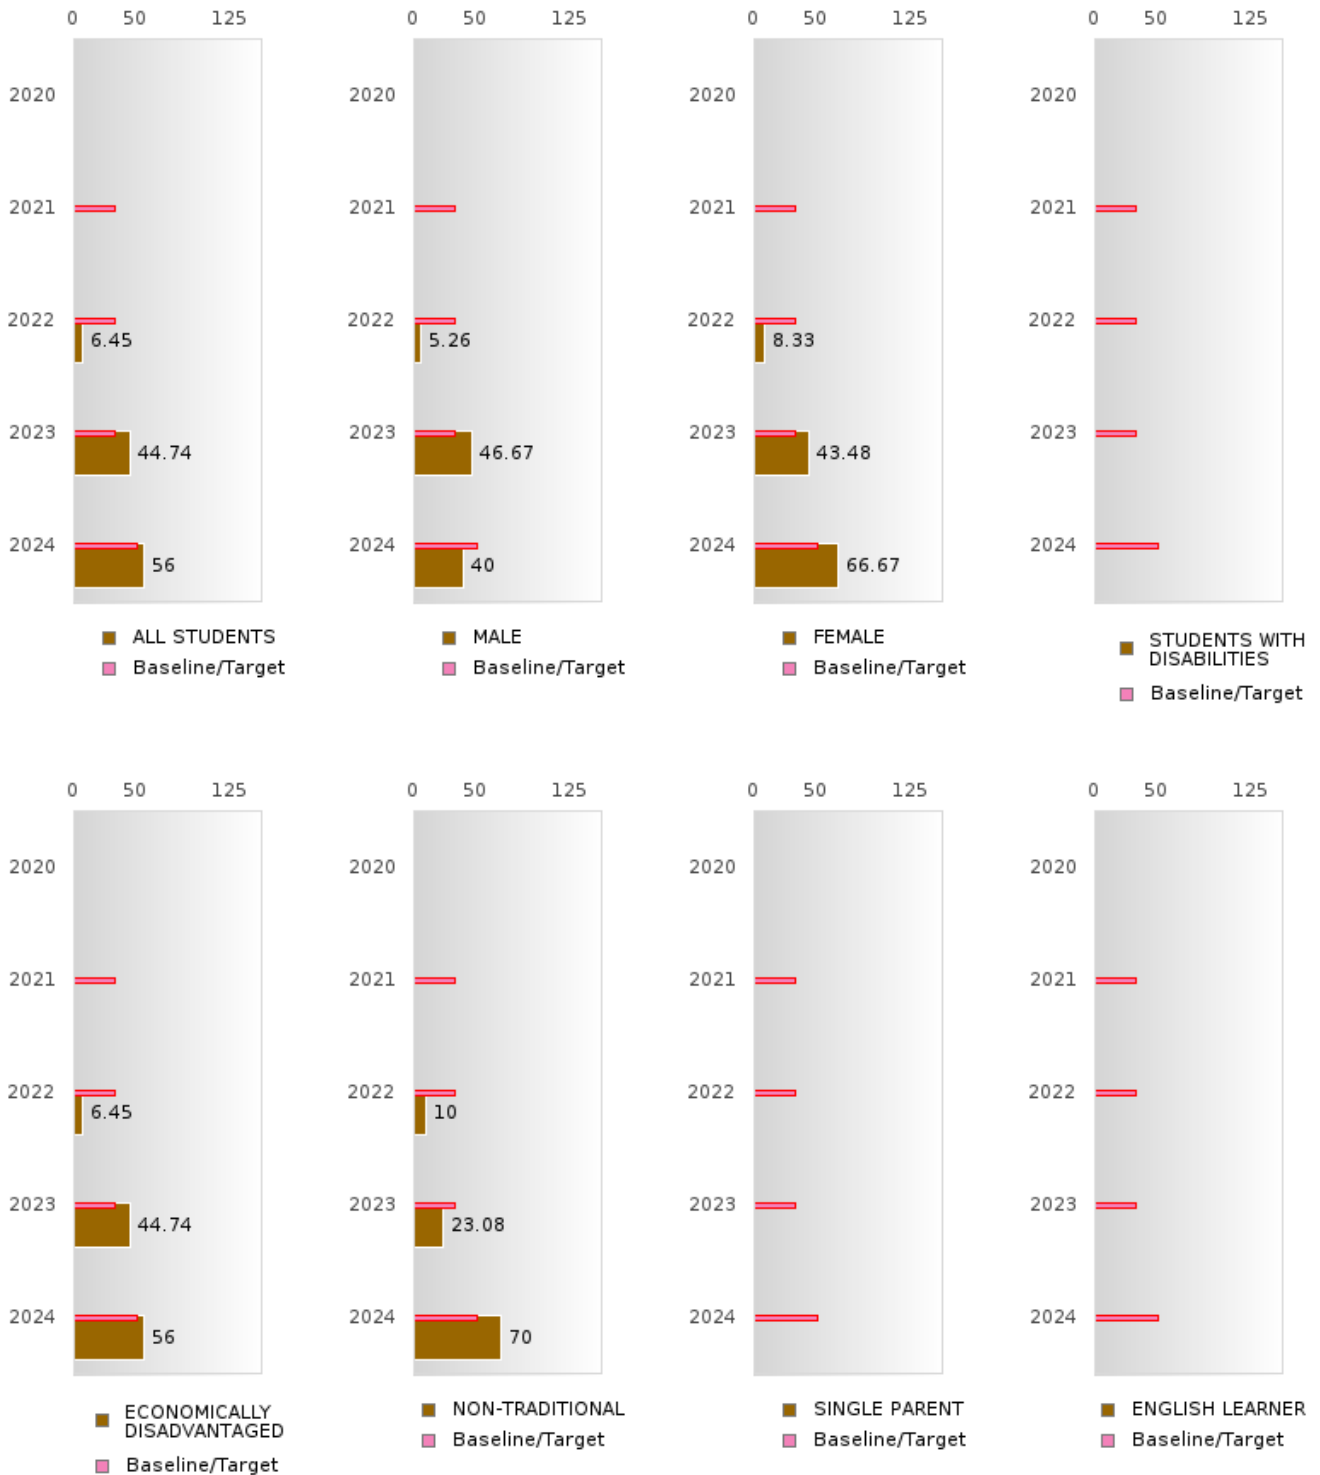 0 50 125
2020
2021
2022
6.45
2023
44.74
2024
56
ALL STUDENTS
Baseline/Target
0 50 125
2020
2021
2022
5.26
2023
46.67
2024
40
MALE
Baseline/Target
0 50 125
2020
2021
2022
8.33
2023
43.48
2024
66.67
FEMALE
Baseline/Target
0 50 125
2020
2021
2022
2023
2024
STUDENTS WITH
DISABILITIES
Baseline/Target
0 50 125
2020
2021
2022
6.45
2023
44.74
2024
56
ECONOMICALLY
DISADVANTAGED
Baseline/Target
0 50 125
2020
2021
2022
10
2023
23.08
2024
70
NON-TRADITIONAL
Baseline/Target
0 50 125
2020
2021
2022
2023
2024
SINGLE PARENT
Baseline/Target
0 50 125
2020
2021
2022
2023
2024
ENGLISH LEARNER
Baseline/Target